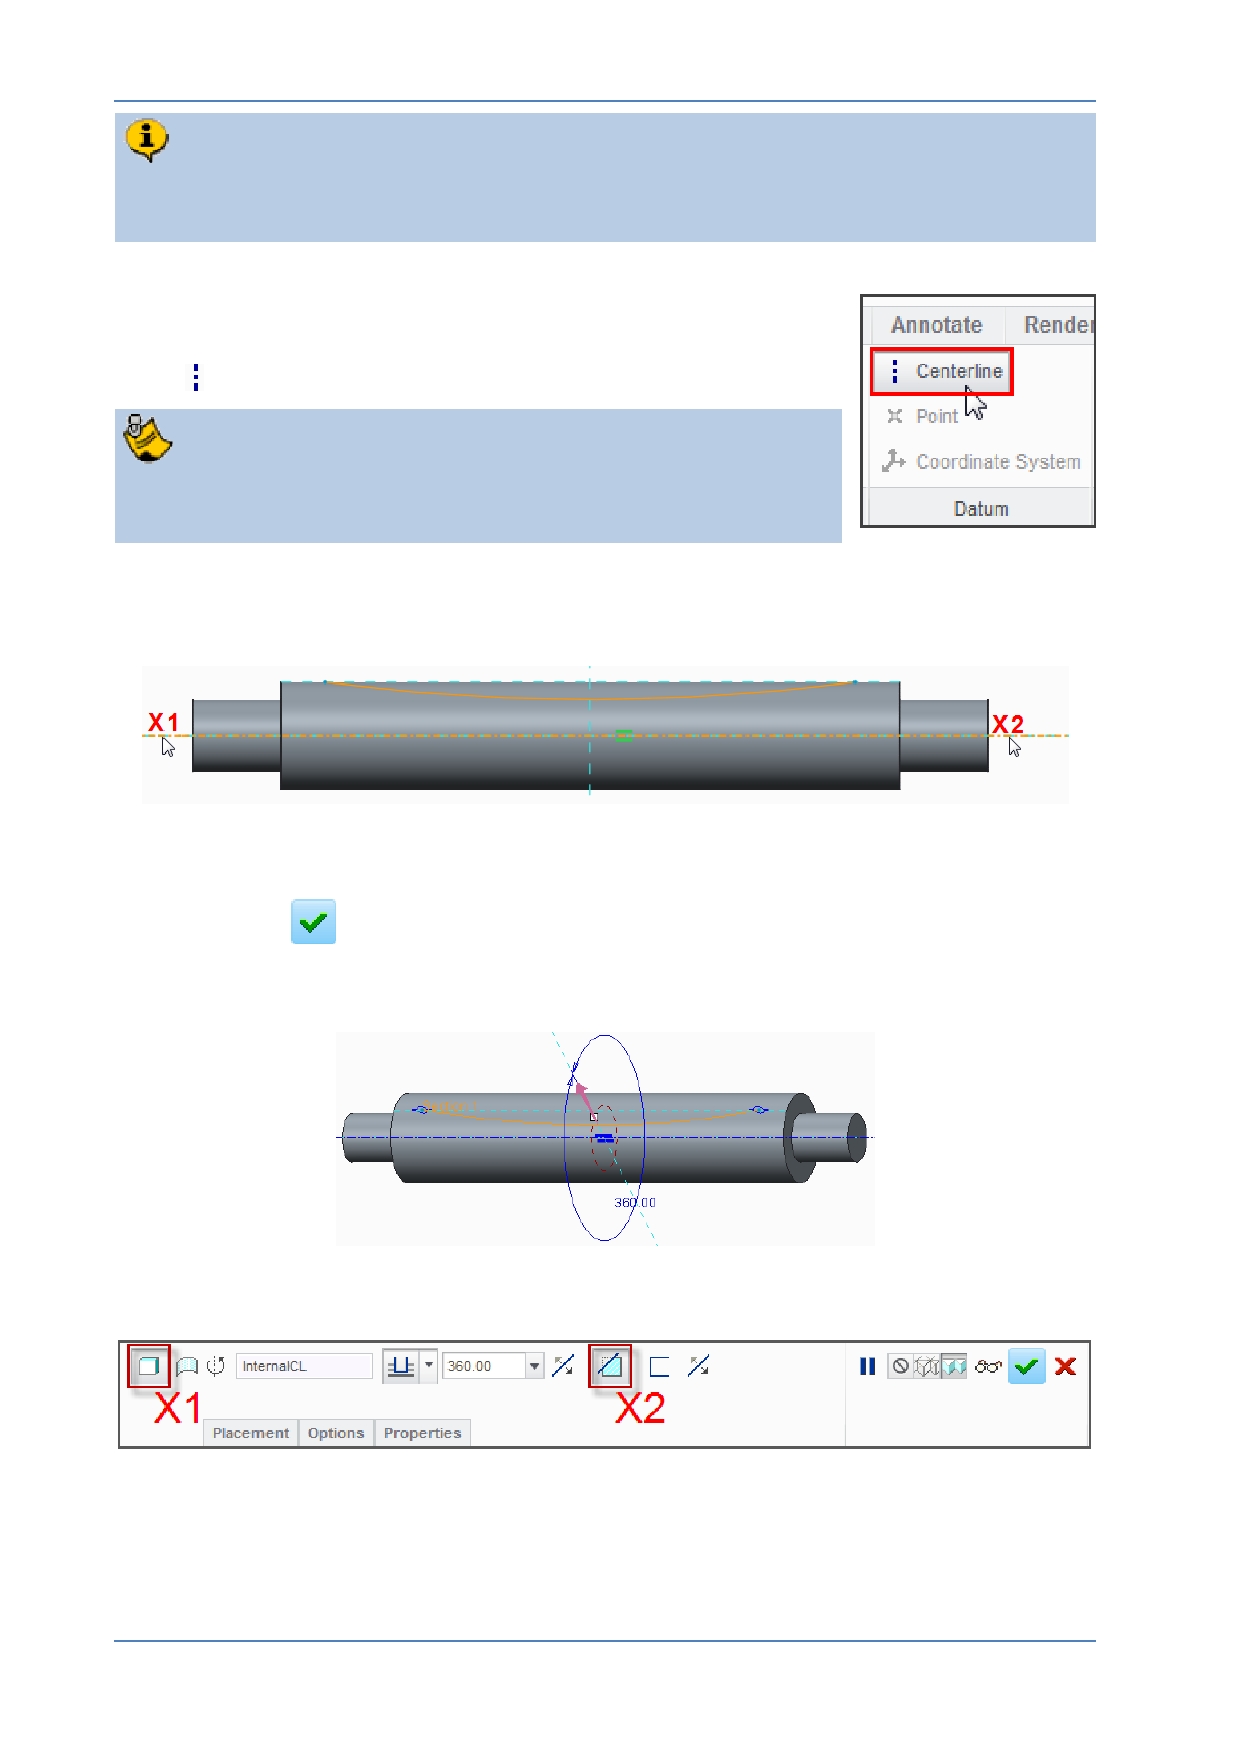 Annotate Render
Centerline
Point
Coordinate System
Datum
X1
X2
360.00
InternalCL
360.00
X1
X2
Placement Options Properties